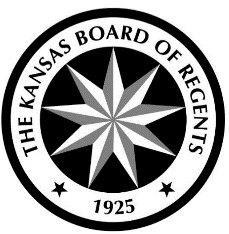 THE KANSAS BOARD OF REGENTS
1925